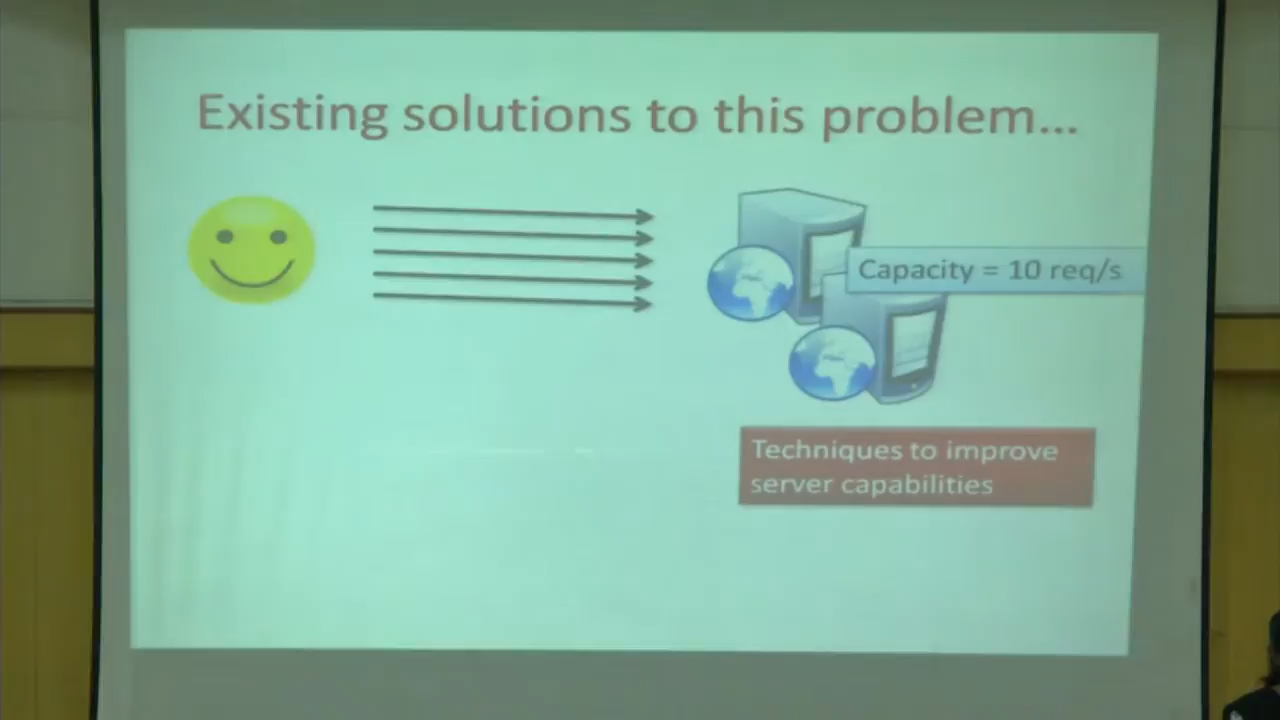 Existing solutions to this problem...
Capacity = 10 req/s
Techniques to improve
server capabilities